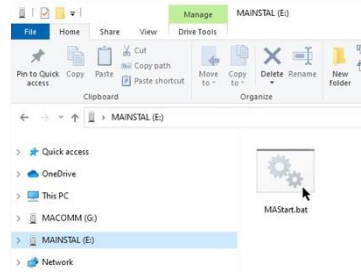 Manage
MAINSTAL (E:)
File
Home
Share
View
Drive Tools
Pin to Quick access
Copy
Paste
Cut
Copy path
Paste shortcut
Move to
Copy to
Delete
Rename
New folder
Clipboard
Organize
MAINSTAL (E:)
Quick access
OneDrive
This PC
MACOMM (G:)
MAINSTAL (E:)
Network
MAStart.bat